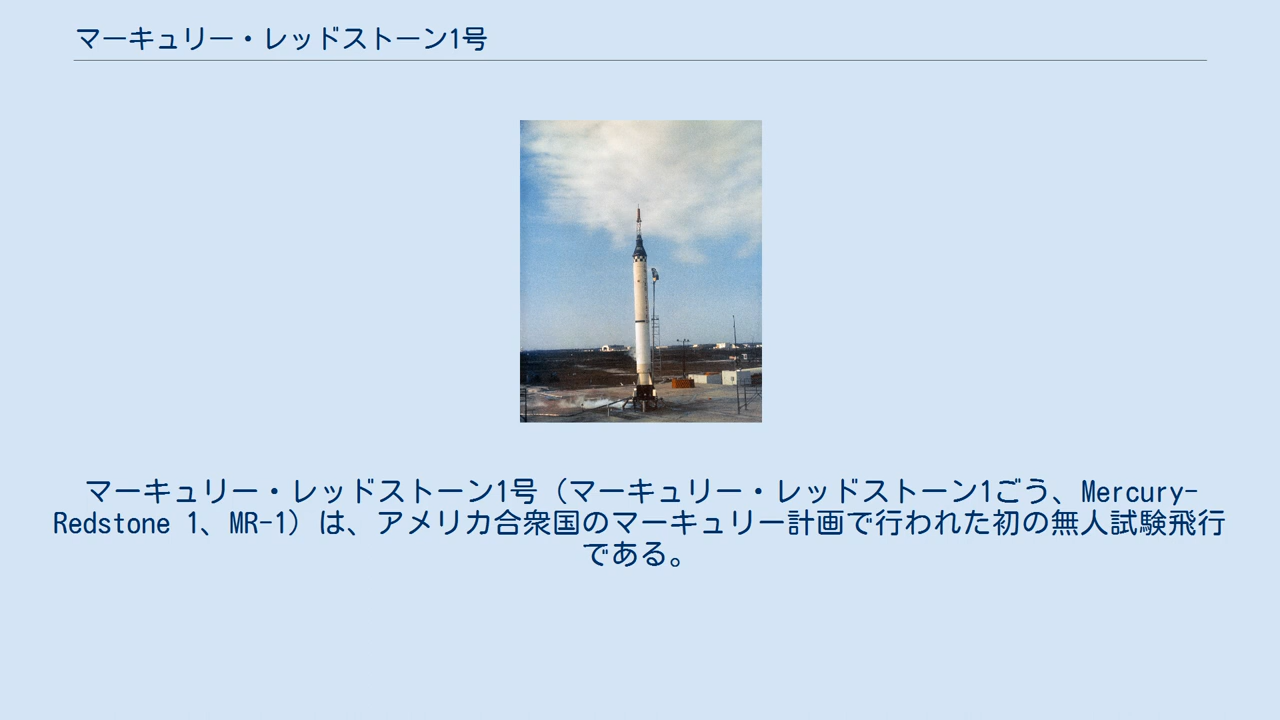 マーキュリー・レッドストーン1号
マーキュリー・レッドストーン1号（マーキュリー・レッドストーン1ごう、Mercury-
Redstone 1、MR-1）は、アメリカ合衆国のマーキュリー計画で行われた初の無人試験飛行
である。